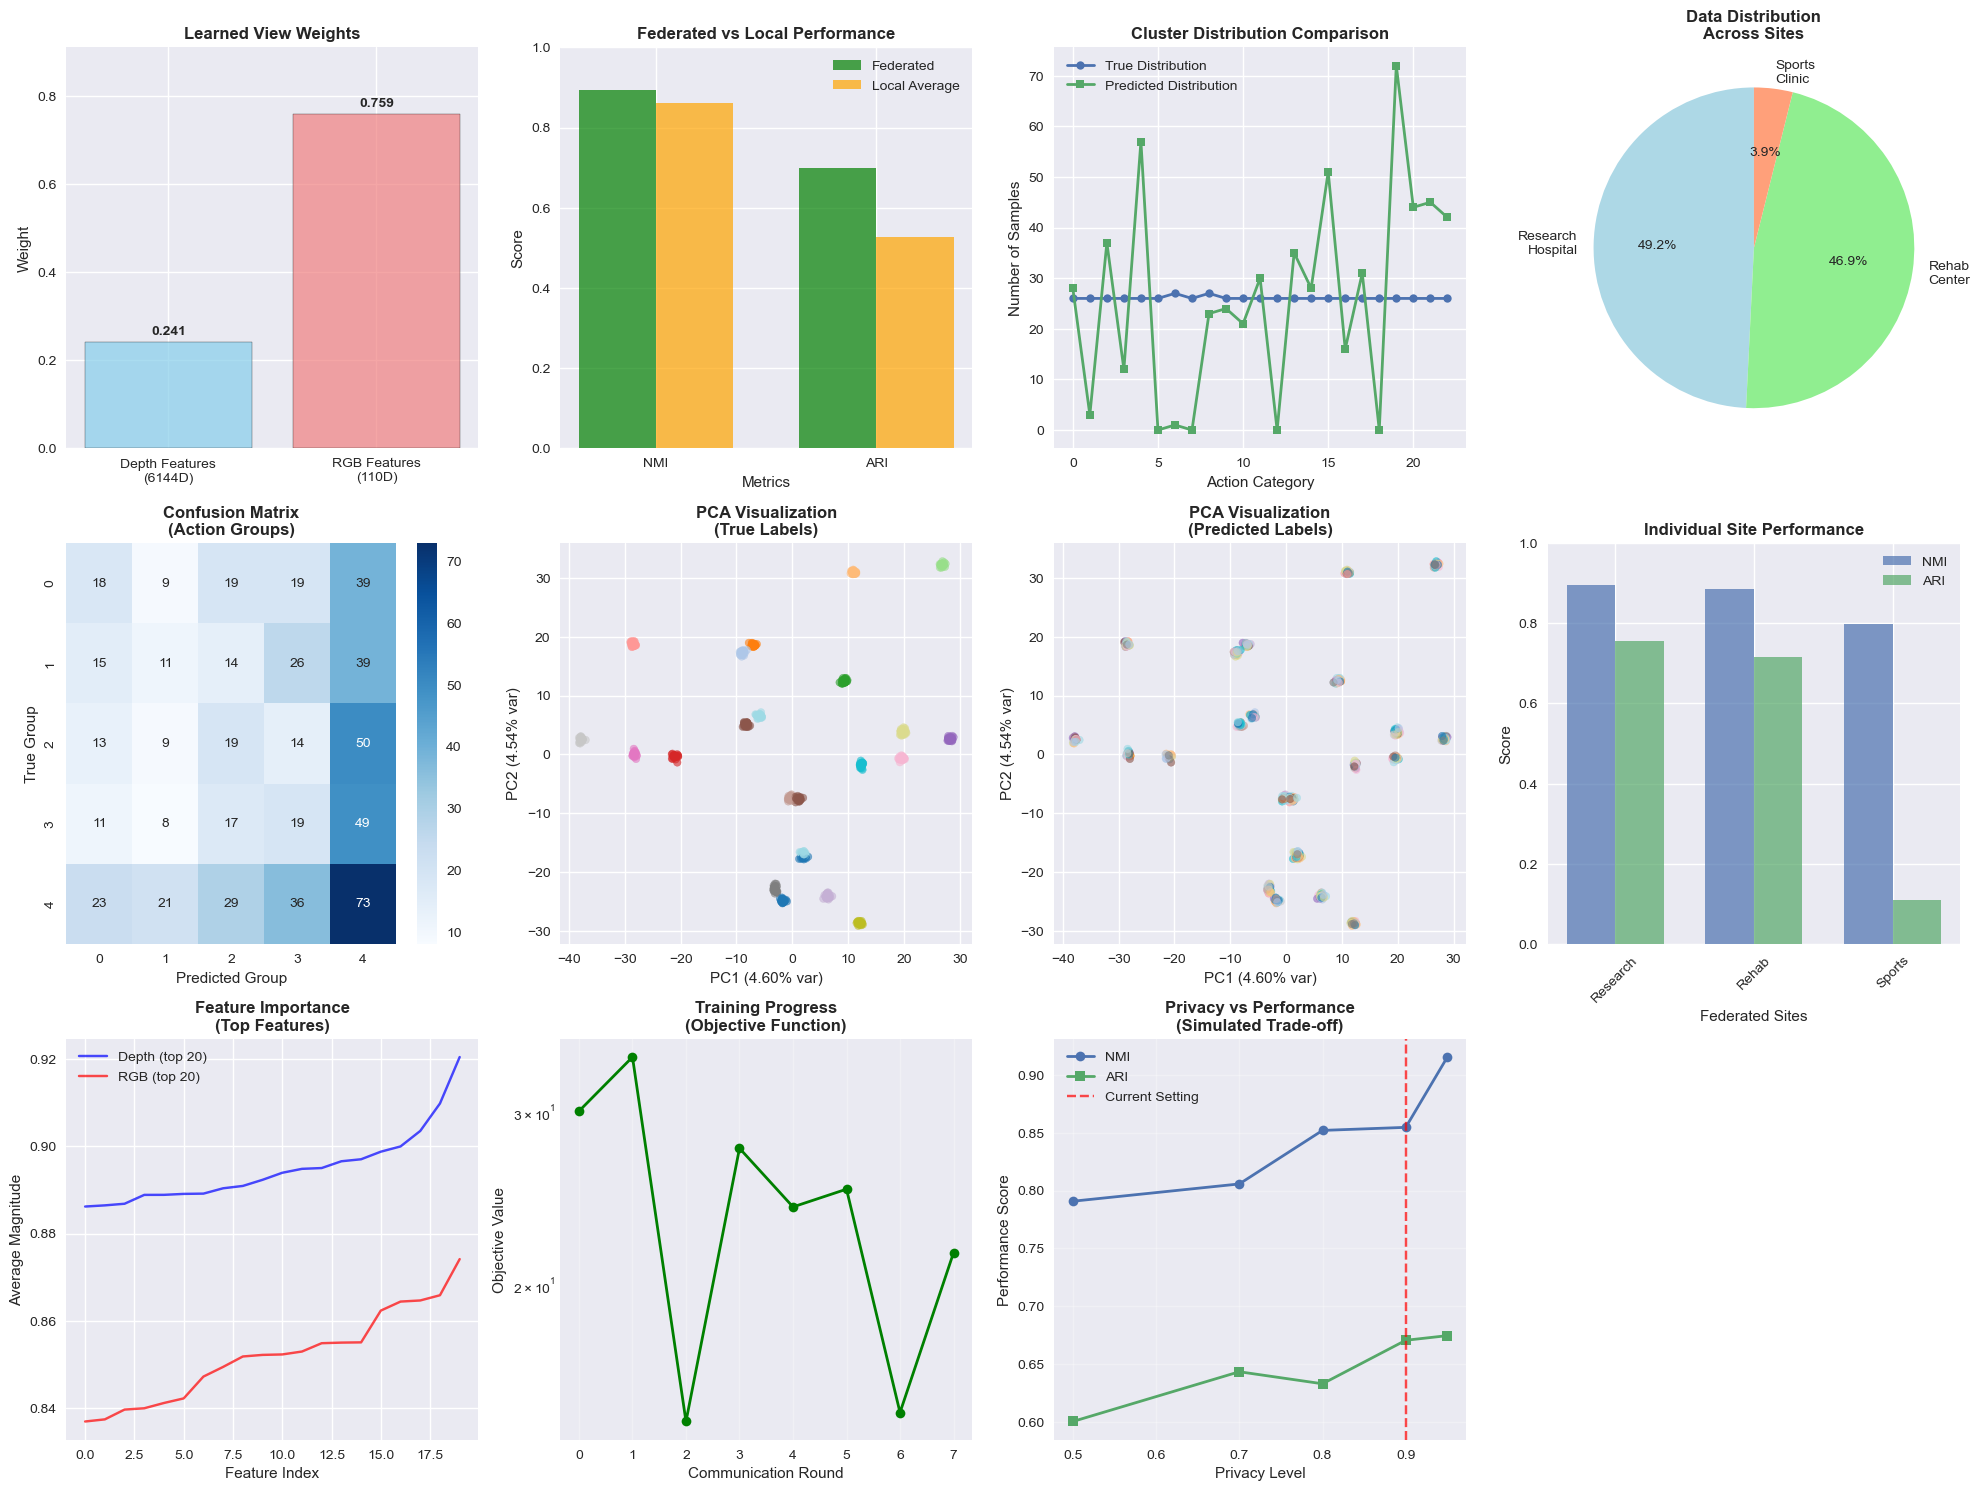 Learned View Weights
Weight
0.8
0.6
0.4
0.2
0.0
0.241
0.759
Depth Features
(6144D)
RGB Features
(110D)
Federated vs Local Performance
Federated
Local Average
Score
1.0
0.8
0.6
0.4
0.2
0.0
NMI
ARI
Metrics
Cluster Distribution Comparison
True Distribution
Predicted Distribution
Number of Samples
70
60
50
40
30
20
10
0
0
5
10
15
20
Action Category
Data Distribution
Across Sites
Sports
Clinic
3.9%
Research
Hospital
49.2%
46.9%
Rehab
Center
Confusion Matrix
(Action Groups)
True Group
0
18 9 19 19 39
1
15 11 14 26 39
2
13 9 19 14 50
3
11 8 17 19 49
4
23 21 29 36 73
0 1 2 3 4
Predicted Group
70
60
50
40
30
20
10
PCA Visualization
(True Labels)
PC2 (4.54% var)
30
20
10
0
−10
−20
−30
−40 −30 −20 −10 0 10 20 30
PC1 (4.60% var)
PCA Visualization
(Predicted Labels)
PC2 (4.54% var)
30
20
10
0
−10
−20
−30
−40 −30 −20 −10 0 10 20 30
PC1 (4.60% var)
Individual Site Performance
NMI
ARI
Score
1.0
0.8
0.6
0.4
0.2
0.0
Research
Rehab
Sports
Federated Sites
Feature Importance
(Top Features)
Depth (top 20)
RGB (top 20)
Average Magnitude
0.92
0.90
0.88
0.86
0.84
0.0 2.5 5.0 7.5 10.0 12.5 15.0 17.5
Feature Index
Training Progress
(Objective Function)
Objective Value
3 × 10¹
2 × 10¹
0 1 2 3 4 5 6 7
Communication Round
Privacy vs Performance
(Simulated Trade-off)
NMI
ARI
Current Setting
Performance Score
0.90
0.85
0.80
0.75
0.70
0.65
0.60
0.5 0.6 0.7 0.8 0.9
Privacy Level